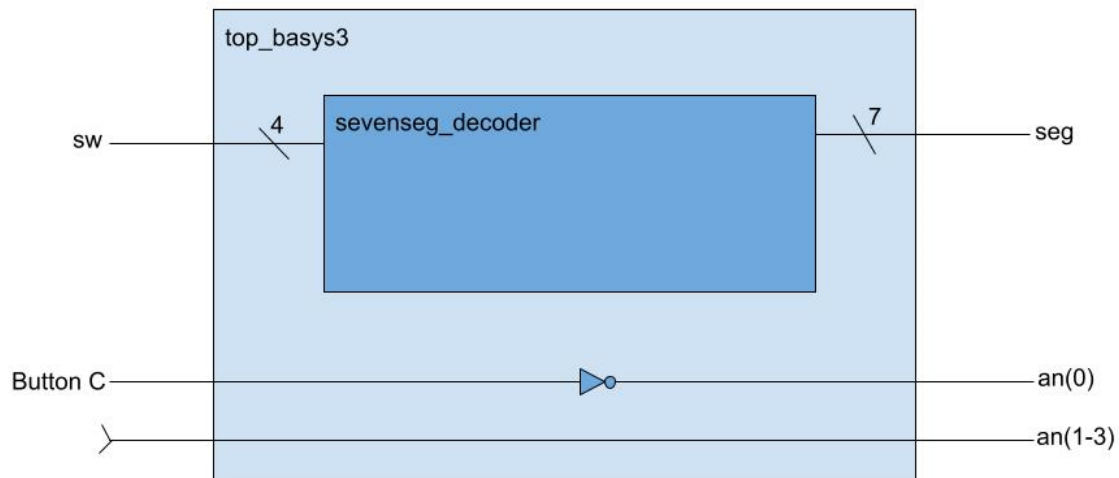 top_basys3
sevenseg_decoder
sw
4
7
seg
Button C
an(0)
an(1-3)